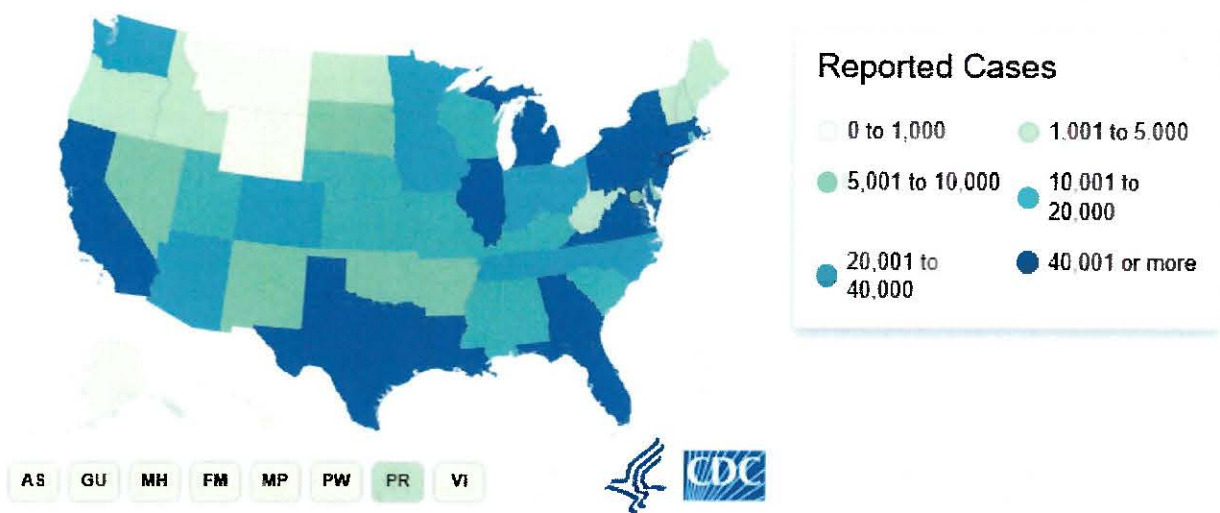 Reported Cases
0 to 1,000
1,001 to 5,000
5,001 to 10,000
10,001 to
20,000
20,001 to
40,000
40,001 or more
AS GU MH FM MP PW PR VI
CDC